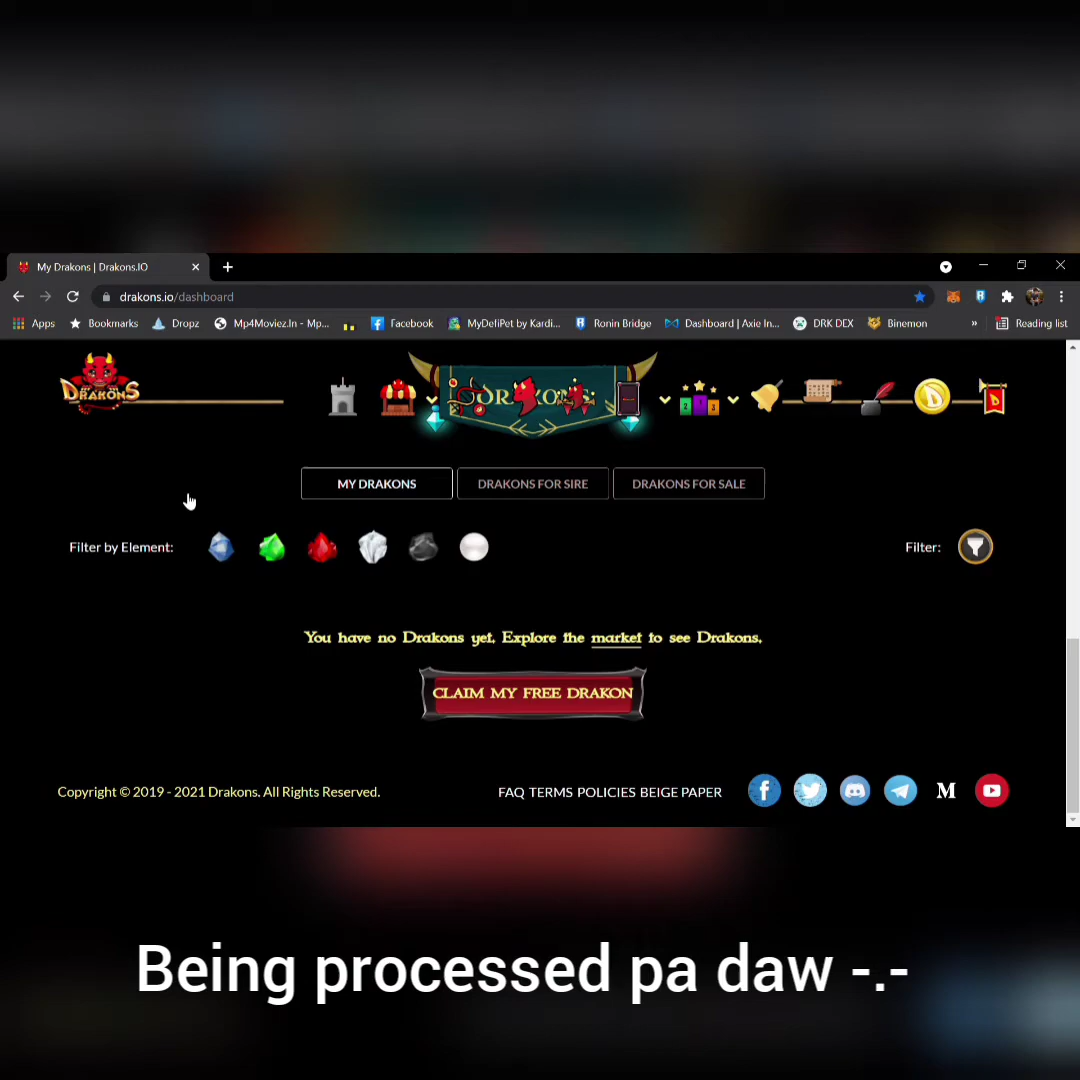 My Drakons | Drakons.IO
drakons.io/dashboard
Apps Bookmarks Dropz Mp4Moviez.In - Mp... Facebook MyDefiPet by Kardi... Ronin Bridge Dashboard | Axie In... DRK DEX Binemon » Reading list
DRAKONS
MY DRAKONS DRAKONS FOR SIRE DRAKONS FOR SALE
Filter by Element: Filter:
You have no Drakons yet. Explore the market to see Drakons.
CLAIM MY FREE DRAKON
Copyright © 2019 - 2021 Drakons. All Rights Reserved. FAQ TERMS POLICIES BEIGE PAPER
Being processed pa daw -.-